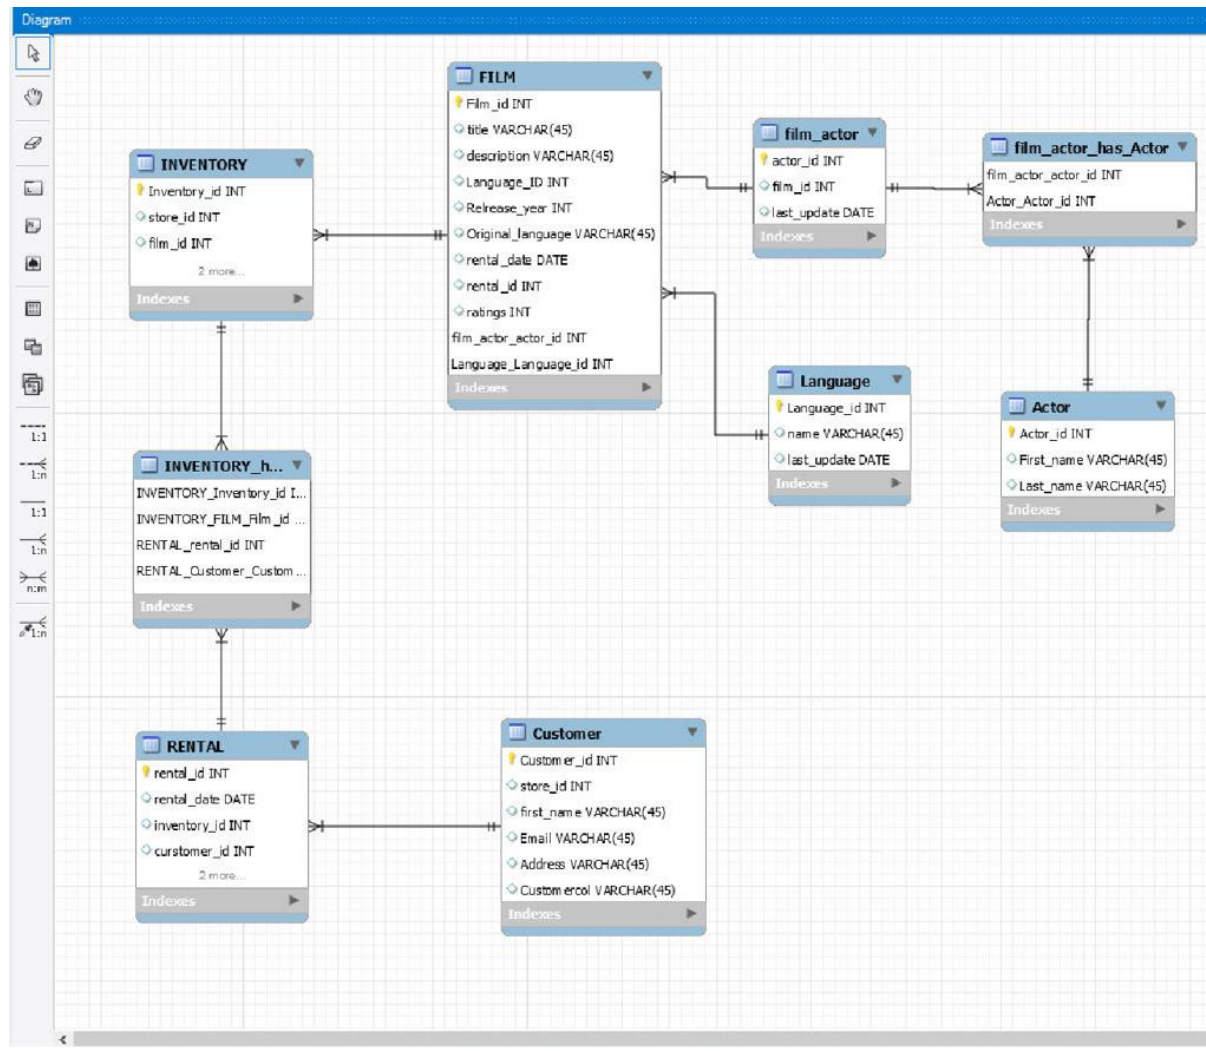 Diagram
1:1
1:n
1:1
1:n
n:m
1:n
FILM
Film_id INT
title VARCHAR(45)
description VARCHAR(45)
Language_ID INT
Relrease_year INT
Original_language VARCHAR(45)
rental_date DATE
rental_id INT
ratings INT
film_actor_actor_id INT
Language_Language_id INT
Indexes
film_actor
actor_id INT
film_id INT
last_update DATE
Indexes
film_actor_has_Actor
film_actor_actor_id INT
Actor_Actor_id INT
Indexes
INVENTORY
Inventory_id INT
store_id INT
film_id INT
2 more...
Indexes
Language
Language_id INT
name VARCHAR(45)
last_update DATE
Indexes
Actor
Actor_id INT
First_name VARCHAR(45)
Last_name VARCHAR(45)
Indexes
INVENTORY_h...
INVENTORY_Inventory_id I...
INVENTORY_FILM_Film_id ...
RENTAL_rental_id INT
RENTAL_Customer_Custom ...
Indexes
RENTAL
rental_id INT
rental_date DATE
inventory_id INT
curstomer_id INT
2 more...
Indexes
Customer
Customer_id INT
store_id INT
first_name VARCHAR(45)
Email VARCHAR(45)
Address VARCHAR(45)
Customercol VARCHAR(45)
Indexes